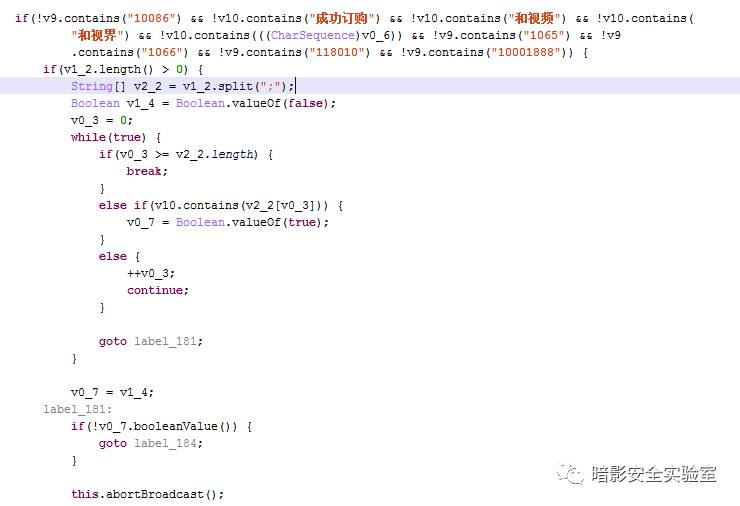 if(!v9.contains("10086") && !v10.contains("成功订购") && !v10.contains("和视频") && !v10.contains(
"和视界") && !v10.contains(((CharSequence)v0_6)) && !v9.contains("1065") && !v9
.contains("1066") && !v9.contains("118010") && !v9.contains("10001888")) {
if(v1_2.length() > 0) {
String[] v2_2 = v1_2.split(";");
Boolean v1_4 = Boolean.valueOf(false);
v0_3 = 0;
while(true) {
if(v0_3 >= v2_2.length) {
break;
}
else if(v10.contains(v2_2[v0_3])) {
v0_7 = Boolean.valueOf(true);
}
else {
++v0_3;
continue;
}
goto label_181;
}
v0_7 = v1_4;
label_181:
if(!v0_7.booleanValue()) {
goto label_184;
}
this.abortBroadcast();
暗影安全实验室